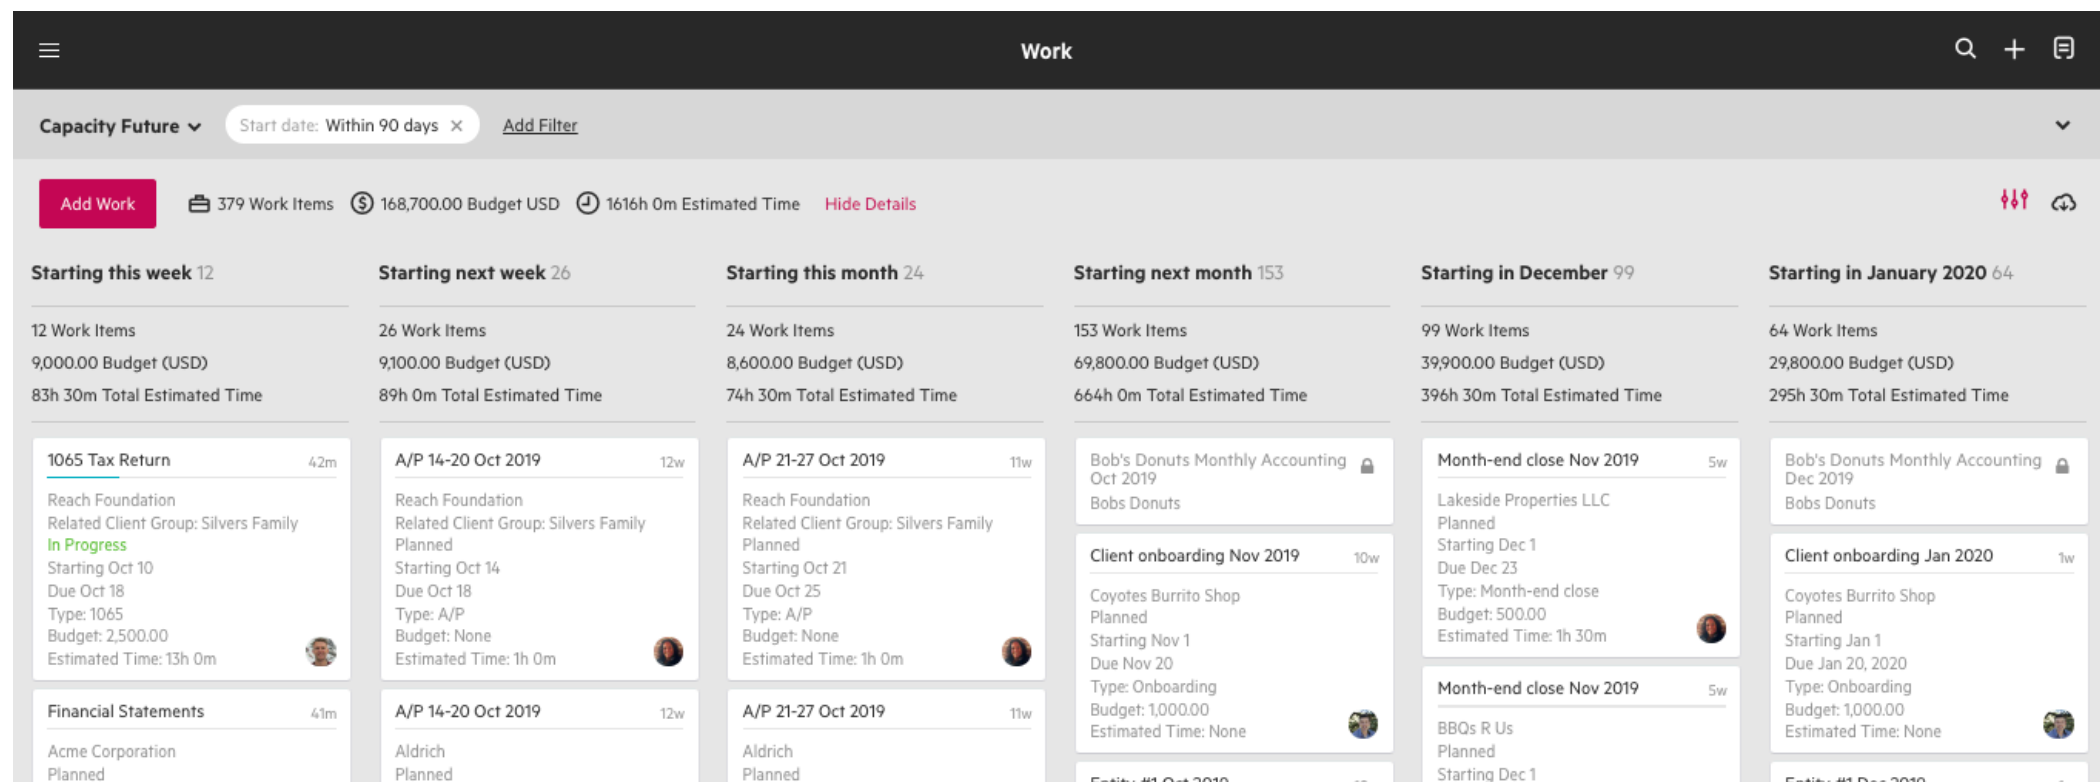 Work
Capacity Future
Start date: Within 90 days
Add Filter
Add Work
379 Work Items
168,700.00 Budget USD
1616h 0m Estimated Time
Hide Details
Starting this week 12
12 Work Items
9,000.00 Budget (USD)
83h 30m Total Estimated Time
1065 Tax Return 42m
Reach Foundation
Related Client Group: Silvers Family
In Progress
Starting Oct 10
Due Oct 18
Type: 1065
Budget: 2,500.00
Estimated Time: 13h 0m
Financial Statements 41m
Acme Corporation
Planned
Starting next week 26
26 Work Items
9,100.00 Budget (USD)
89h 0m Total Estimated Time
A/P 14-20 Oct 2019 12w
Reach Foundation
Related Client Group: Silvers Family
Planned
Starting Oct 14
Due Oct 18
Type: A/P
Budget: None
Estimated Time: 1h 0m
A/P 14-20 Oct 2019 12w
Aldrich
Planned
Starting this month 24
24 Work Items
8,600.00 Budget (USD)
74h 30m Total Estimated Time
A/P 21-27 Oct 2019 11w
Reach Foundation
Related Client Group: Silvers Family
Planned
Starting Oct 21
Due Oct 25
Type: A/P
Budget: None
Estimated Time: 1h 0m
A/P 21-27 Oct 2019 11w
Aldrich
Planned
Starting next month 153
153 Work Items
69,800.00 Budget (USD)
664h 0m Total Estimated Time
Bob's Donuts Monthly Accounting
Oct 2019
Bobs Donuts
Client onboarding Nov 2019 10w
Coyotes Burrito Shop
Planned
Starting Nov 1
Due Nov 20
Type: Onboarding
Budget: 1,000.00
Estimated Time: None
Entity #1 Oct 2019
Starting in December 99
99 Work Items
39,900.00 Budget (USD)
396h 30m Total Estimated Time
Month-end close Nov 2019 5w
Lakeside Properties LLC
Planned
Starting Dec 1
Due Dec 23
Type: Month-end close
Budget: 500.00
Estimated Time: 1h 30m
Month-end close Nov 2019 5w
BBQs R Us
Planned
Starting Dec 1
Starting in January 2020 64
64 Work Items
29,800.00 Budget (USD)
295h 30m Total Estimated Time
Bob's Donuts Monthly Accounting
Dec 2019
Bobs Donuts
Client onboarding Jan 2020 1w
Coyotes Burrito Shop
Planned
Starting Jan 1
Due Jan 20, 2020
Type: Onboarding
Budget: 1,000.00
Estimated Time: None
Entity #1 Dec 2019